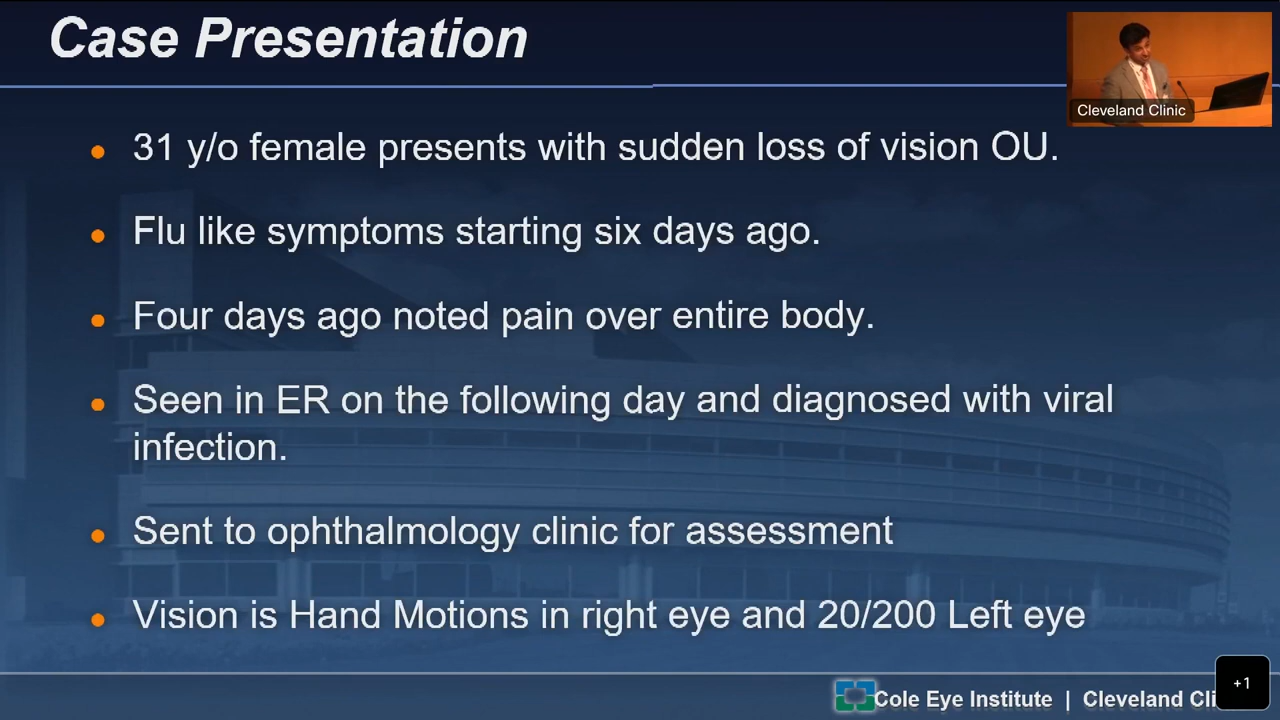 Case Presentation
Cleveland Clinic
31 y/o female presents with sudden loss of vision OU.
Flu like symptoms starting six days ago.
Four days ago noted pain over entire body.
Seen in ER on the following day and diagnosed with viral
infection.
Sent to ophthalmology clinic for assessment
Vision is Hand Motions in right eye and 20/200 Left eye
Cole Eye Institute | Cleveland Cli
+1